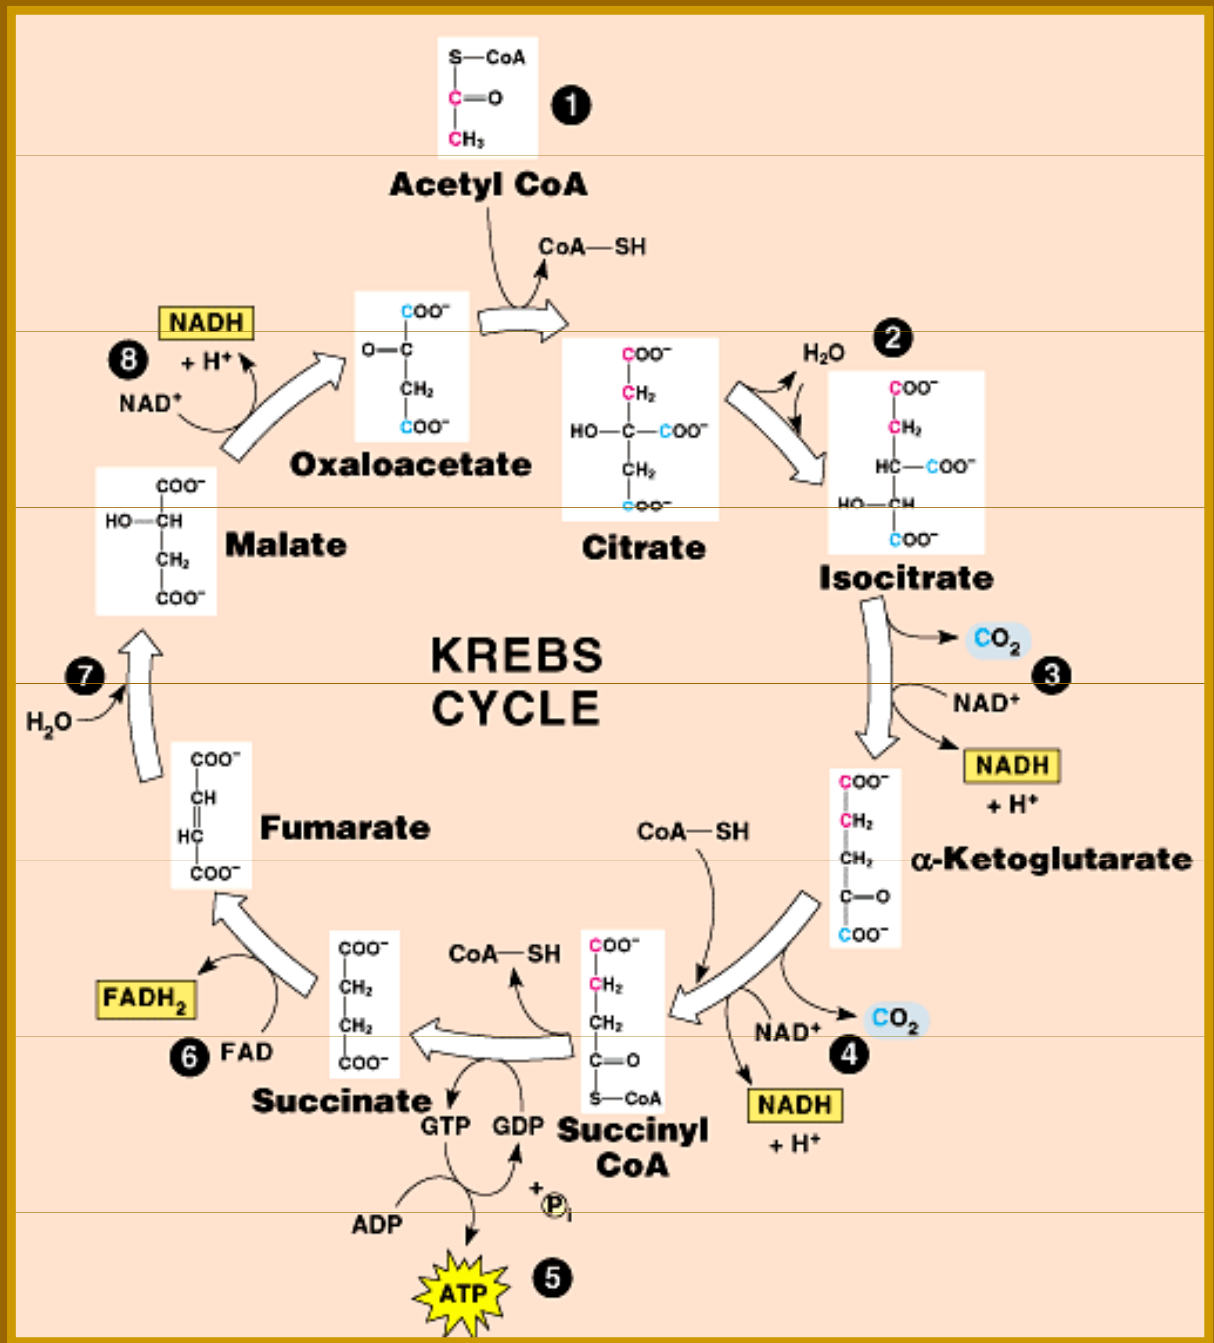 S—CoA
C=O
CH₃
1
Acetyl CoA
CoA—SH
NADH
+ H⁺
8
NAD⁺
COO⁻
O—C
CH₂
COO⁻
Oxaloacetate
COO⁻
CH₂
HO—C—COO⁻
CH₂
COO⁻
Citrate
H₂O
2
COO⁻
CH₂
HC—COO⁻
HO—CH
COO⁻
Isocitrate
COO⁻
HO—CH
CH₂
COO⁻
Malate
KREBS
CYCLE
CO₂
3
NAD⁺
NADH
+ H⁺
7
H₂O
COO⁻
CH
HC
COO⁻
Fumarate
CoA—SH
COO⁻
CH₂
CH₂
C—O
COO⁻
α-Ketoglutarate
FADH₂
6
FAD
COO⁻
CH₂
CH₂
COO⁻
Succinate
CoA—SH
COO⁻
CH₂
CH₂
C=O
S—CoA
Succinyl
CoA
NAD⁺
4
CO₂
NADH
+ H⁺
GTP
GDP
+ Pᵢ
ADP
ATP
5